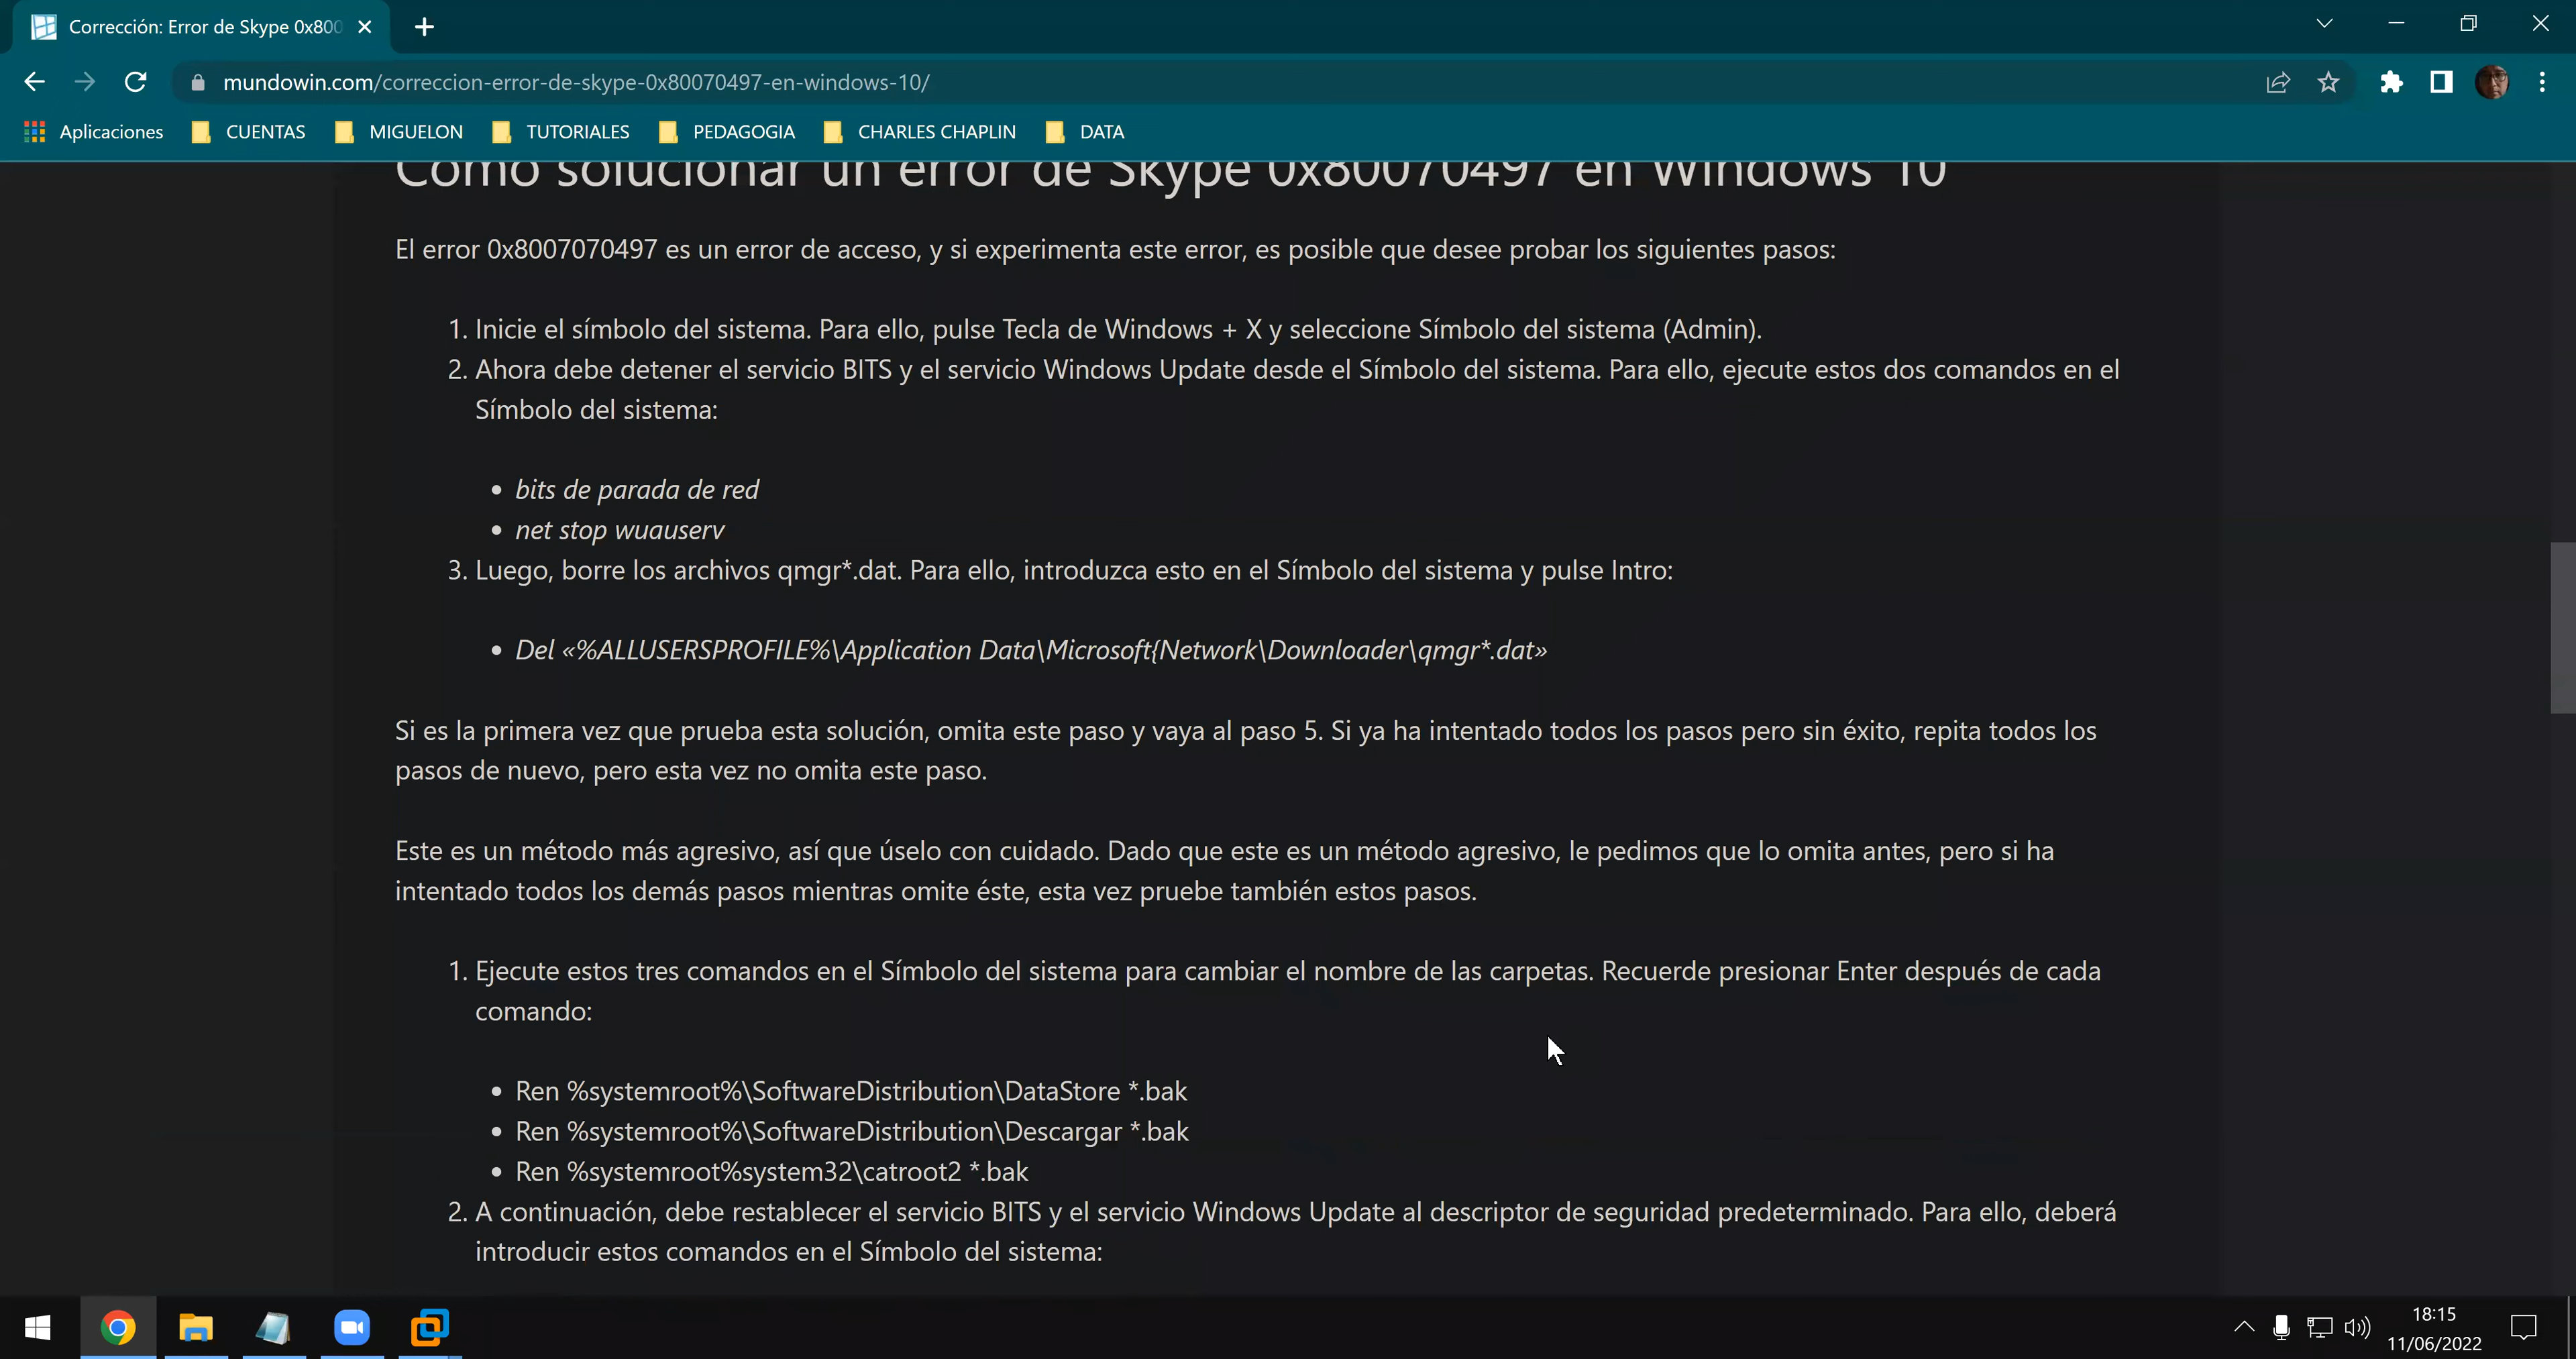 Corrección: Error de Skype 0x800
mundowin.com/correccion-error-de-skype-0x80070497-en-windows-10/
Aplicaciones CUENTAS MIGUELON TUTORIALES PEDAGOGIA CHARLES CHAPLIN DATA
Cómo solucionar un error de Skype 0x80070497 en Windows 10
El error 0x8007070497 es un error de acceso, y si experimenta este error, es posible que desee probar los siguientes pasos:
1. Inicie el símbolo del sistema. Para ello, pulse Tecla de Windows + X y seleccione Símbolo del sistema (Admin).
2. Ahora debe detener el servicio BITS y el servicio Windows Update desde el Símbolo del sistema. Para ello, ejecute estos dos comandos en el
Símbolo del sistema:
• bits de parada de red
• net stop wuauserv
3. Luego, borre los archivos qmgr*.dat. Para ello, introduzca esto en el Símbolo del sistema y pulse Intro:
• Del «%ALLUSERSPROFILE%\Application Data\Microsoft{Network\Downloader\qmgr*.dat»
Si es la primera vez que prueba esta solución, omita este paso y vaya al paso 5. Si ya ha intentado todos los pasos pero sin éxito, repita todos los
pasos de nuevo, pero esta vez no omita este paso.
Este es un método más agresivo, así que úselo con cuidado. Dado que este es un método agresivo, le pedimos que lo omita antes, pero si ha
intentado todos los demás pasos mientras omite éste, esta vez pruebe también estos pasos.
1. Ejecute estos tres comandos en el Símbolo del sistema para cambiar el nombre de las carpetas. Recuerde presionar Enter después de cada
comando:
• Ren %systemroot%\SoftwareDistribution\DataStore *.bak
• Ren %systemroot%\SoftwareDistribution\Descargar *.bak
• Ren %systemroot%system32\catroot2 *.bak
2. A continuación, debe restablecer el servicio BITS y el servicio Windows Update al descriptor de seguridad predeterminado. Para ello, deberá
introducir estos comandos en el Símbolo del sistema:
18:15
11/06/2022